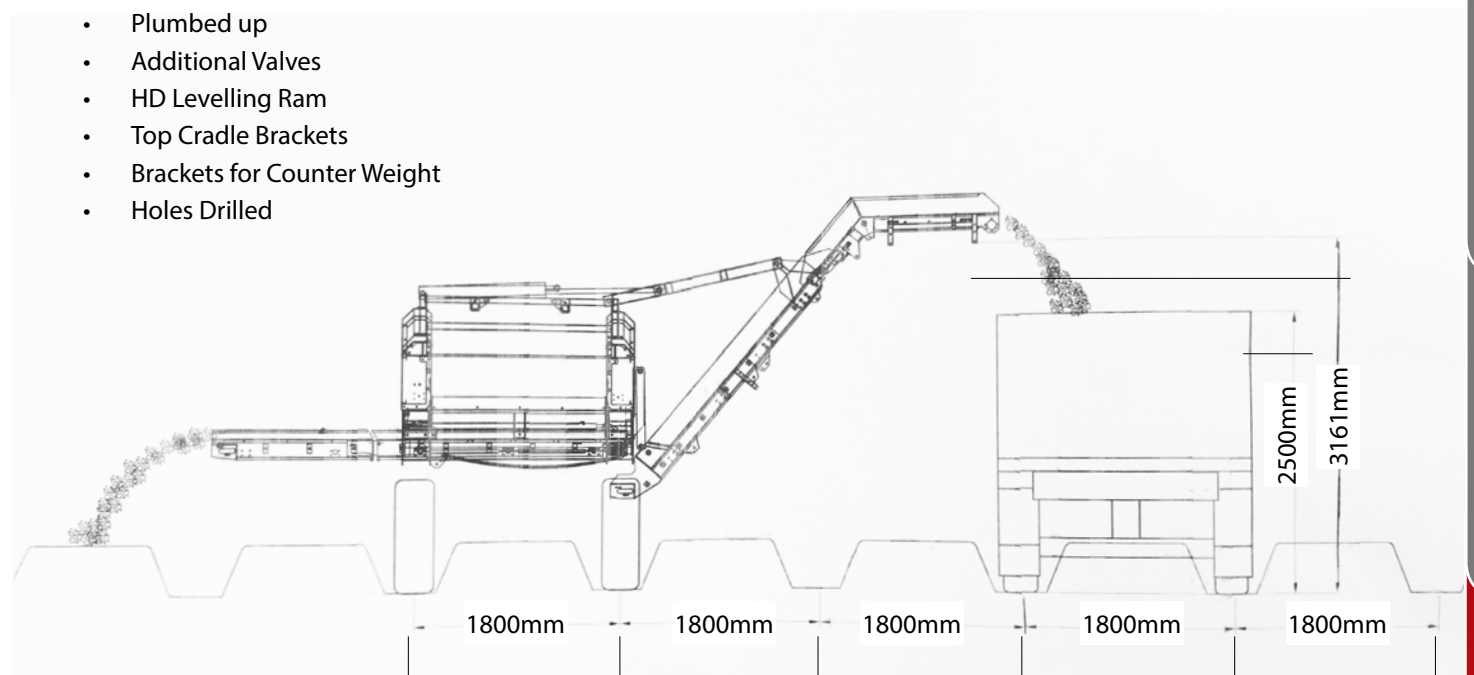 • Plumbed up
• Additional Valves
• HD Levelling Ram
• Top Cradle Brackets
• Brackets for Counter Weight
• Holes Drilled
2500mm
3161mm
1800mm 1800mm 1800mm 1800mm 1800mm